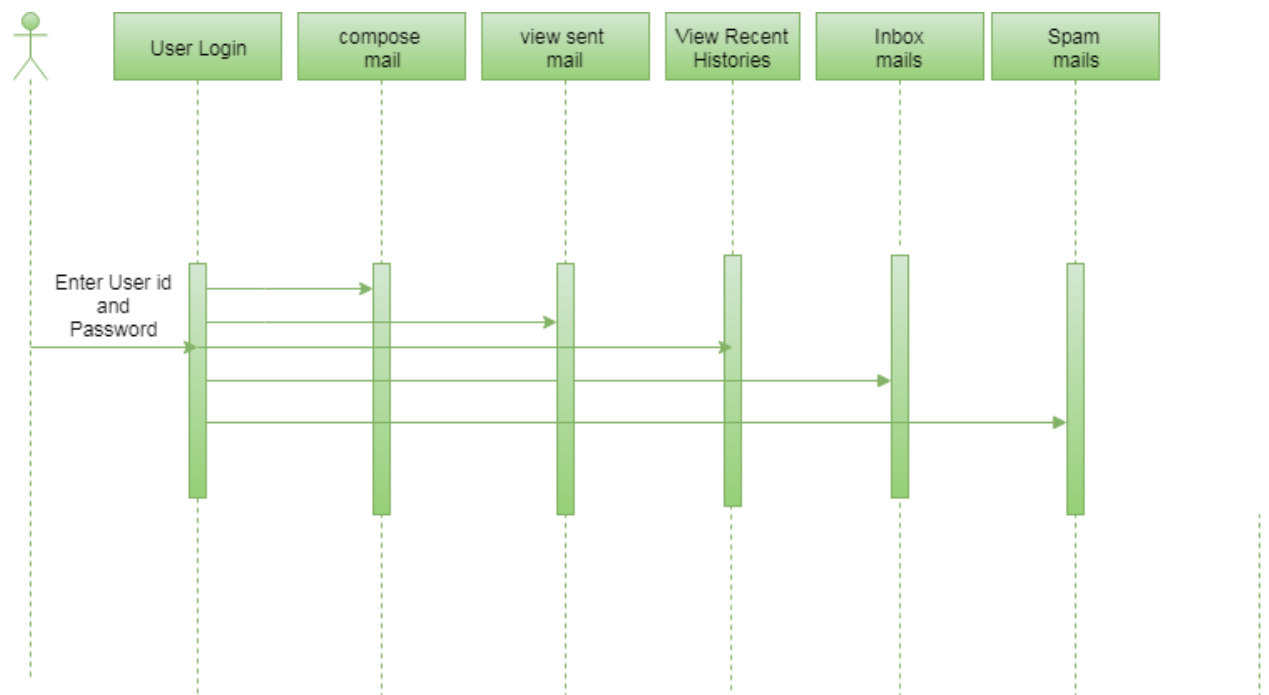 User Login
compose
mail
view sent
mail
View Recent
Histories
Inbox
mails
Spam
mails
Enter User id
and
Password